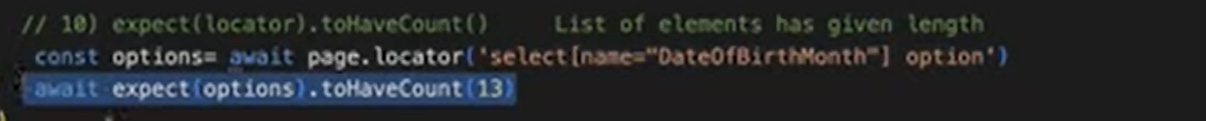 // 10) expect(locator).toHaveCount() List of elements has given length
const options= await page.locator('select[name="DateOfBirthMonth"] option')
await expect(options).toHaveCount(13)